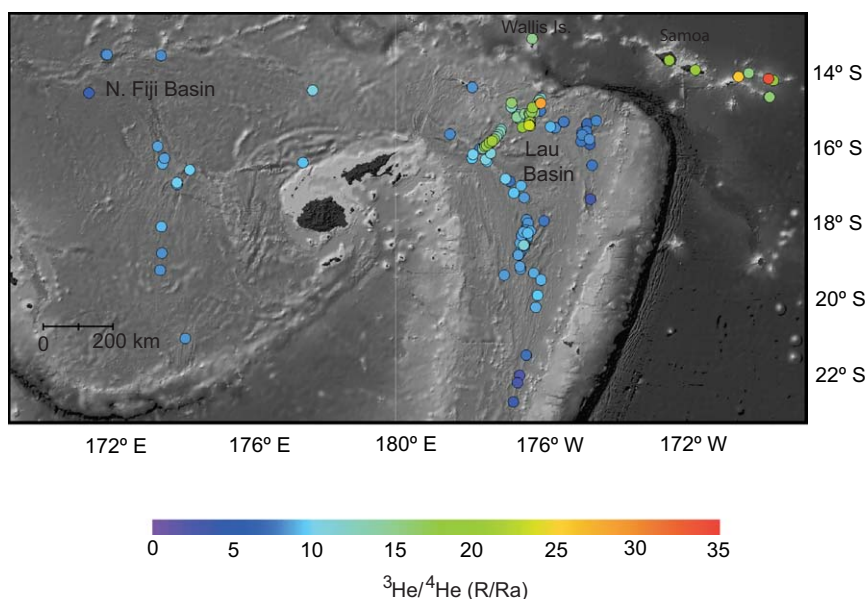 Wallis Is.
Samoa
N. Fiji Basin
Lau
Basin
0 200 km
14º S
16º S
18º S
20º S
22º S
172º E 176º E 180º E 176º W 172º W
0 5 10 15 20 25 30 35
³He/⁴He (R/Ra)